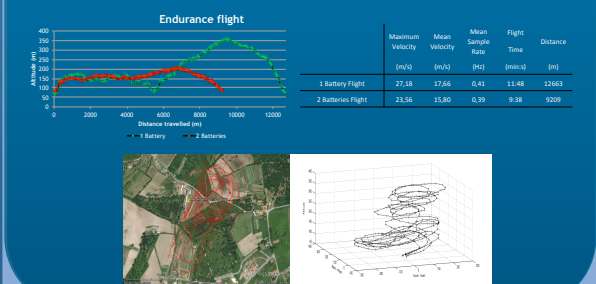 Endurance flight
400
350
300
250
200
150
100
50
0
Altitude (m)
0 2000 4000 6000 8000 10000 12000
Distance travelled (m)
1 Battery 2 Batteries
Maximum Velocity Mean Velocity Mean Sample Rate Flight Time Distance
(m/s) (m/s) (Hz) (min:s) (m)
1 Battery Flight 27,18 17,66 0,41 11:48 12663
2 Batteries Flight 23,56 15,80 0,39 9:38 9209